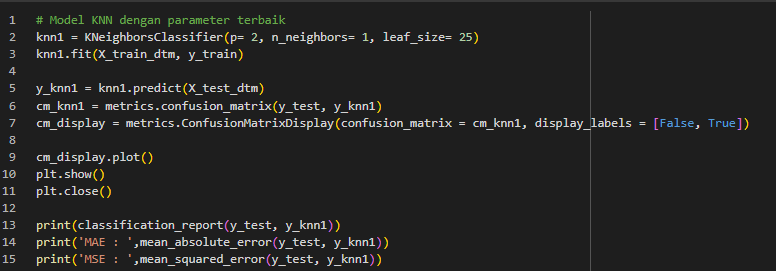 1 # Model KNN dengan parameter terbaik
2 knn1 = KNeighborsClassifier(p= 2, n_neighbors= 1, leaf_size= 25)
3 knn1.fit(X_train_dtm, y_train)
4
5 y_knn1 = knn1.predict(X_test_dtm)
6 cm_knn1 = metrics.confusion_matrix(y_test, y_knn1)
7 cm_display = metrics.ConfusionMatrixDisplay(confusion_matrix = cm_knn1, display_labels = [False, True])
8
9 cm_display.plot()
10 plt.show()
11 plt.close()
12
13 print(classification_report(y_test, y_knn1))
14 print('MAE : ',mean_absolute_error(y_test, y_knn1))
15 print('MSE : ',mean_squared_error(y_test, y_knn1))